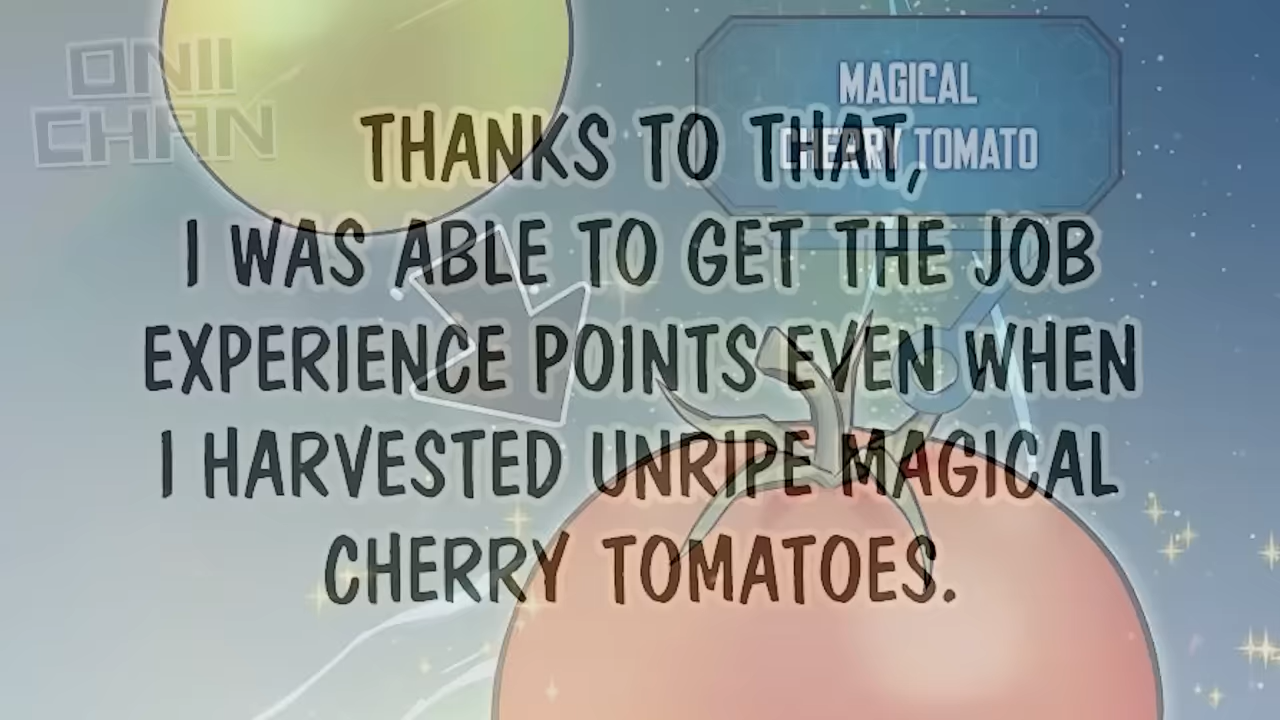 ONII
CHAN
MAGICAL
CHERRY TOMATO
THANKS TO THAT,
I WAS ABLE TO GET THE JOB
EXPERIENCE POINTS EVEN WHEN
I HARVESTED UNRIPE MAGICAL
CHERRY TOMATOES.